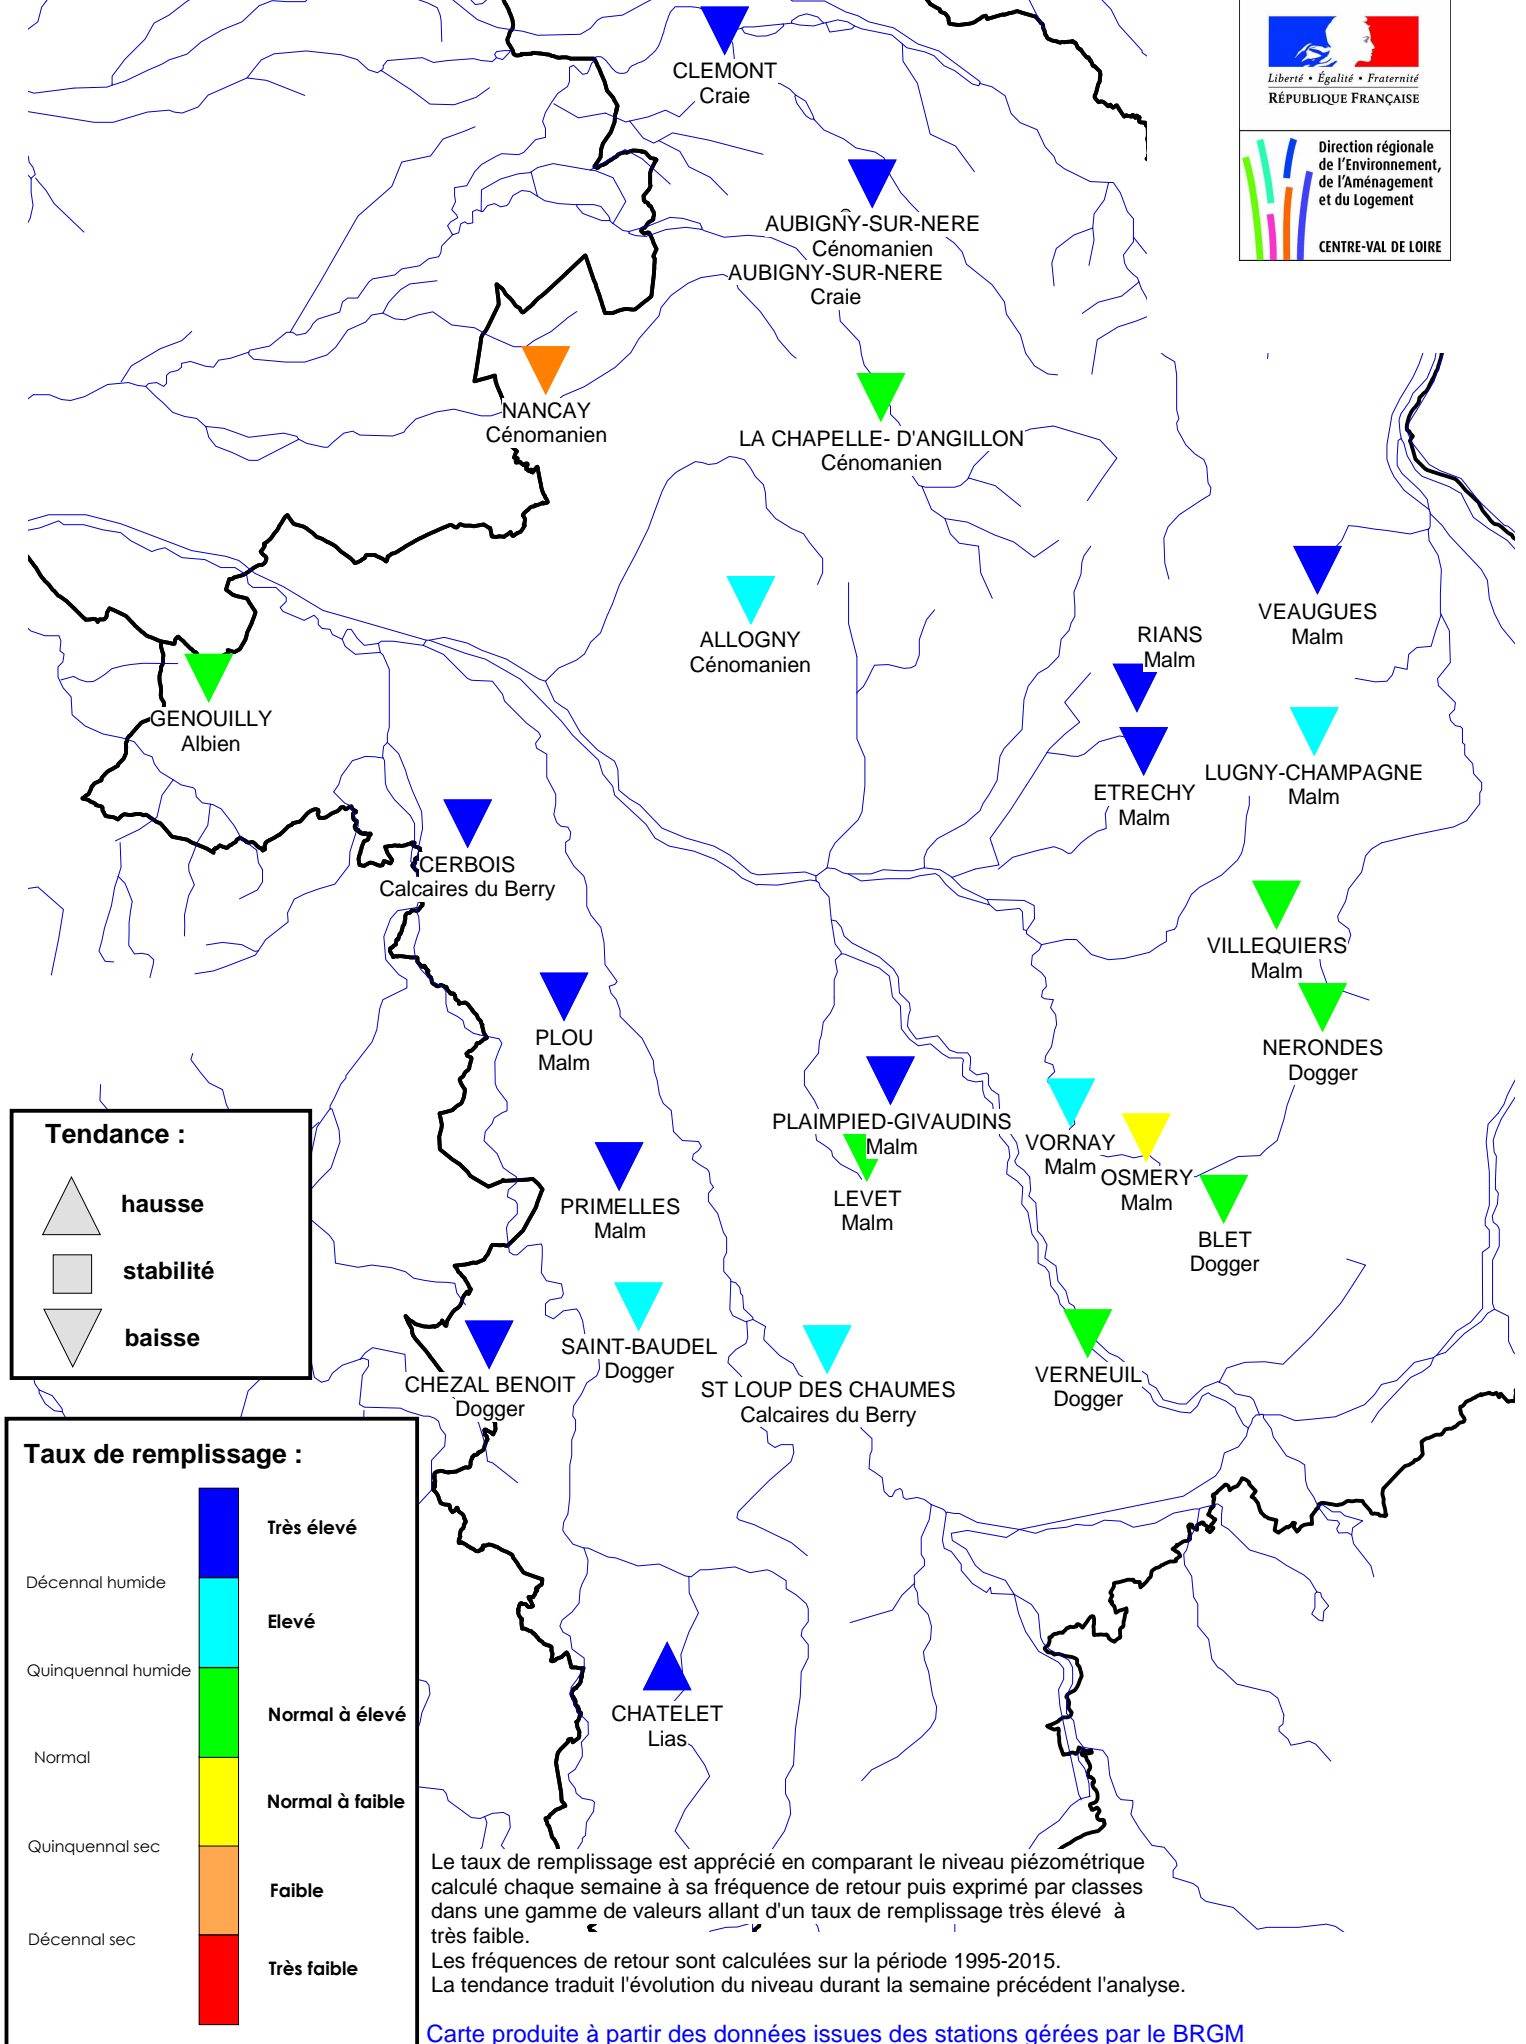 Liberté • Égalité • Fraternité
RÉPUBLIQUE FRANÇAISE
Direction régionale
de l'Environnement,
de l'Aménagement
et du Logement
CENTRE-VAL DE LOIRE
CLEMONT
Craie
AUBIGNY-SUR-NERE
Cénomanien
AUBIGNY-SUR-NERE
Craie
NANCAY
Cénomanien
LA CHAPELLE- D'ANGILLON
Cénomanien
ALLOGNY
Cénomanien
VEAUGUES
Malm
RIANS
Malm
GENOUILLY
Albien
LUGNY-CHAMPAGNE
Malm
ETRECHY
Malm
CERBOIS
Calcaires du Berry
VILLEQUIERS
Malm
PLOU
Malm
NERONDES
Dogger
PLAIMPIED-GIVAUDINS
Malm
VORNAY
Malm
OSMERY
Malm
PRIMELLES
Malm
LEVET
Malm
BLET
Dogger
SAINT-BAUDEL
Dogger
CHEZAL BENOIT
Dogger
ST LOUP DES CHAUMES
Calcaires du Berry
VERNEUIL
Dogger
CHATELET
Lias
Tendance :
hausse
stabilité
baisse
Taux de remplissage :
Très élevé
Décennal humide
Elevé
Quinquennal humide
Normal à élevé
Normal
Normal à faible
Quinquennal sec
Faible
Décennal sec
Très faible
Le taux de remplissage est apprécié en comparant le niveau piézométrique
calculé chaque semaine à sa fréquence de retour puis exprimé par classes
dans une gamme de valeurs allant d'un taux de remplissage très élevé à
très faible.
Les fréquences de retour sont calculées sur la période 1995-2015.
La tendance traduit l'évolution du niveau durant la semaine précédent l'analyse.
Carte produite à partir des données issues des stations gérées par le BRGM